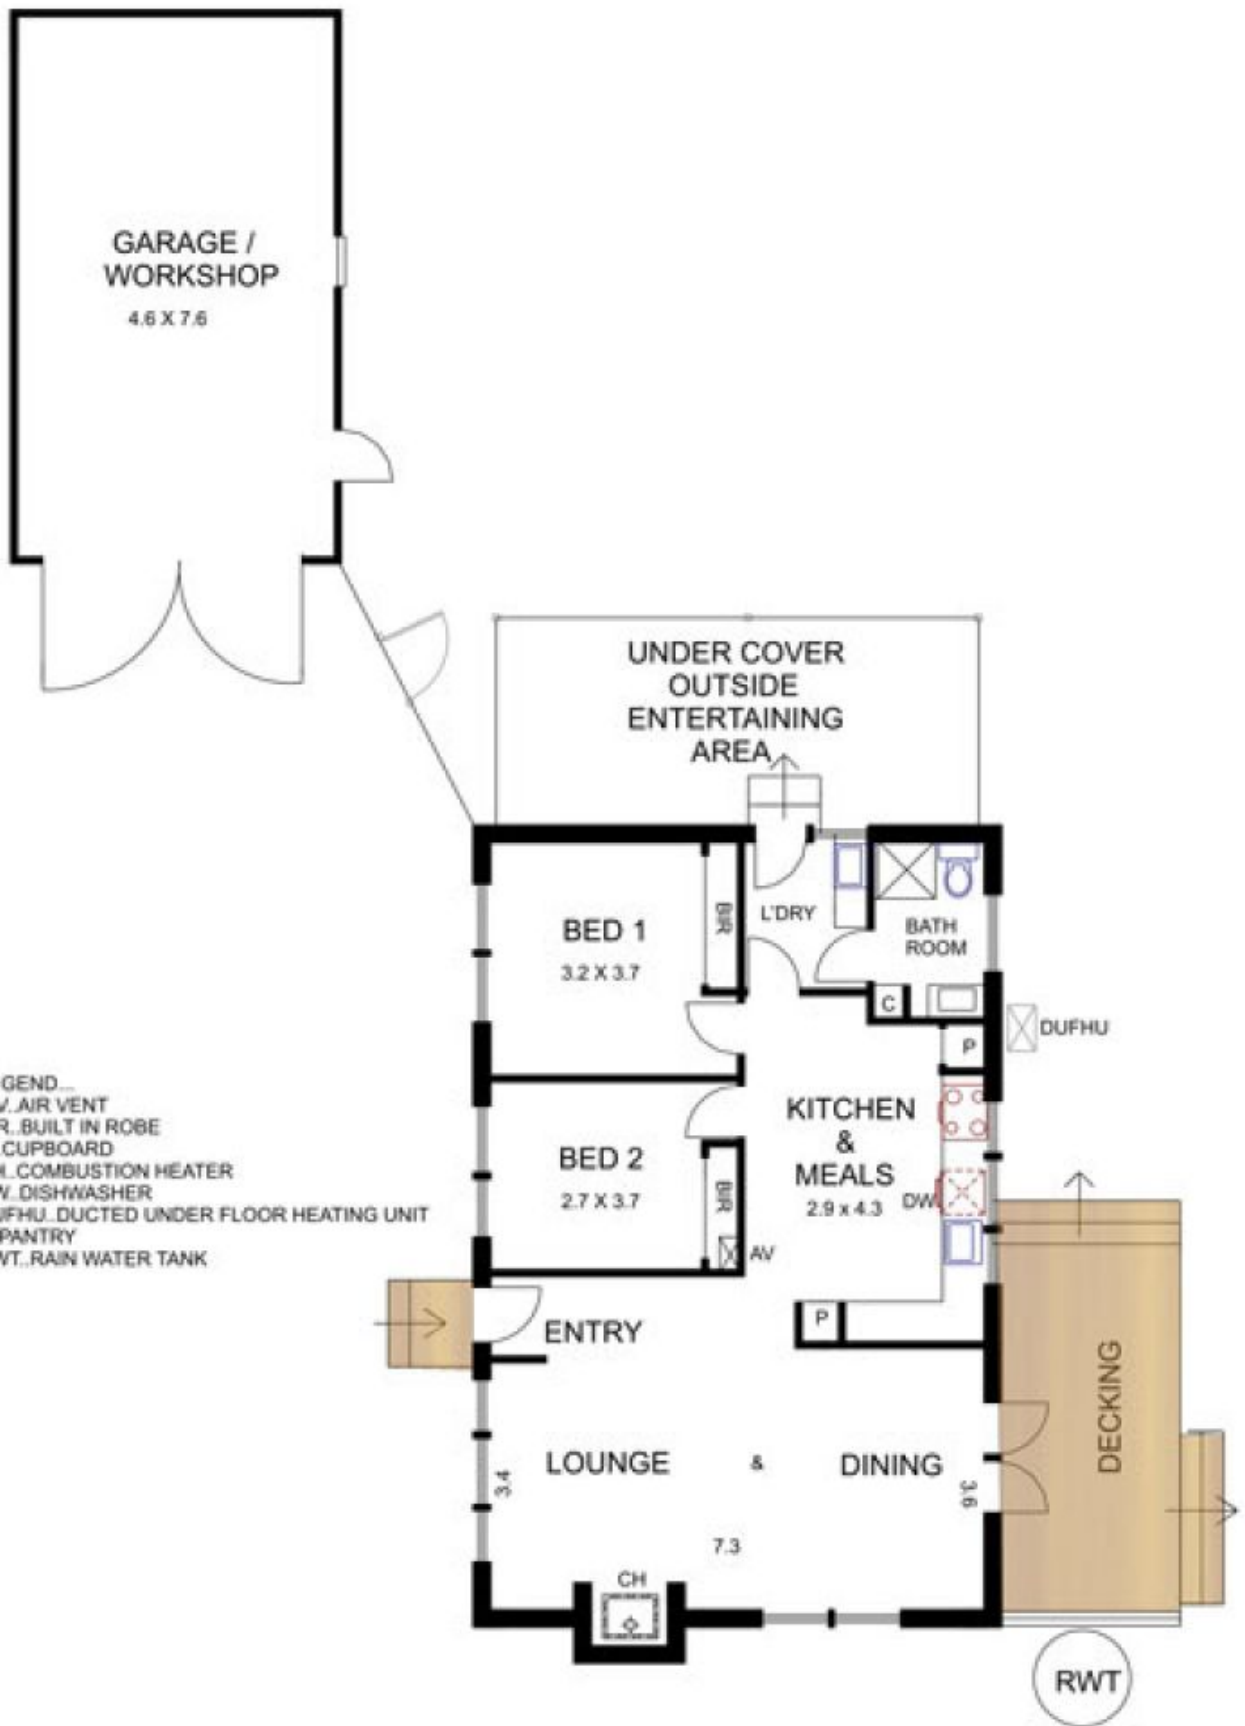 GARAGE /
WORKSHOP
4.6 X 7.6
UNDER COVER
OUTSIDE
ENTERTAINING
AREA
BED 1
3.2 X 3.7
BIR
L'DRY
BATH
ROOM
C
P
DUFHU
KITCHEN
&
MEALS
2.9 x 4.3
DW
BED 2
2.7 X 3.7
BIR
AV
P
GEND...
V..AIR VENT
R..BUILT IN ROBE
.CUPBOARD
H..COMBUSTION HEATER
W..DISHWASHER
UFHU..DUCTED UNDER FLOOR HEATING UNIT
PANTRY
WT..RAIN WATER TANK
ENTRY
LOUNGE & DINING
3.4
3.6
7.3
CH
DECKING
RWT